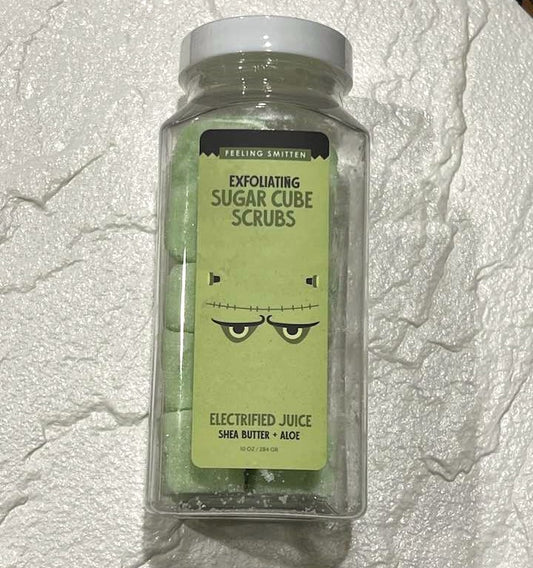 FEELING SMITTEN
EXFOLIATING
SUGAR CUBE
SCRUBS
ELECTRIFIED JUICE
SHEA BUTTER + ALOE
10 OZ / 284 GR